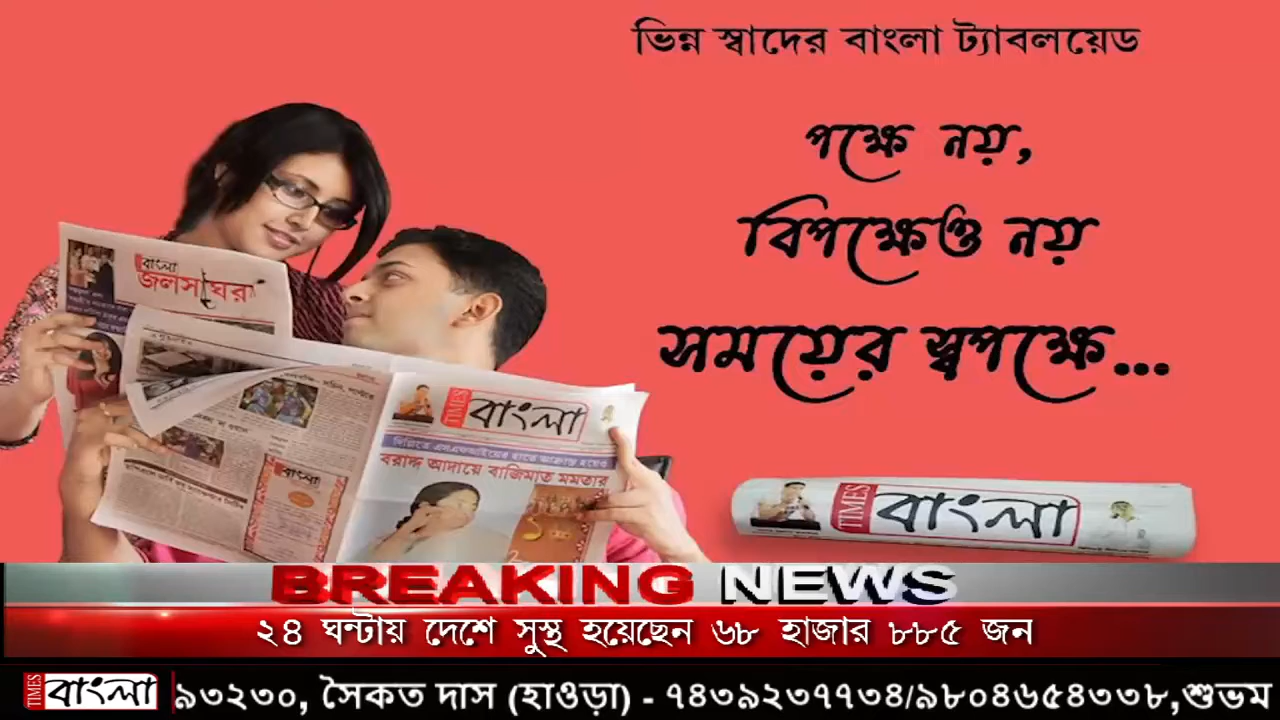 ভিন্ন স্বাদের বাংলা ট্যাবলয়েড
পক্ষে নয়,
বিপক্ষেও নয়
সময়ের স্বপক্ষে...
বাংলা
জলসাঘর
TIMES বাংলা
বরাদ্দ আদায়ে বাজিমাত মমতার
TIMES বাংলা
BREAKING NEWS
২৪ ঘন্টায় দেশে সুস্থ হয়েছেন ৬৮ হাজার ৮৮৫ জন
TIMES বাংলা ৯৩২৩০, সৈকত দাস (হাওড়া) - ৭৪৩৯২৩৭৭৩৪/৯৮০৪৬৫৪৩৩৮,শুভম